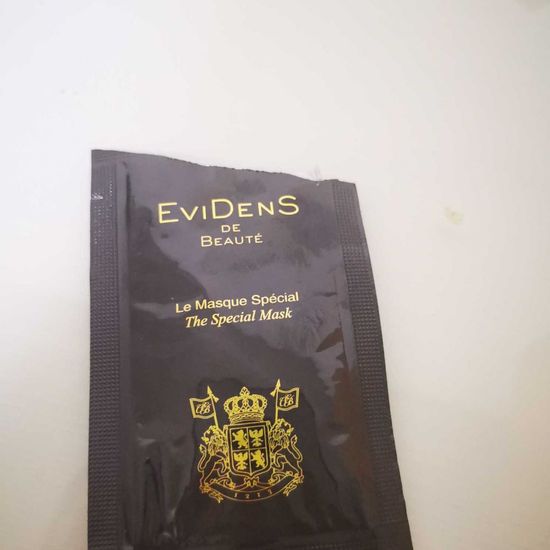 EviDenS
DE
BEAUTÉ
Le Masque Spécial
The Special Mask